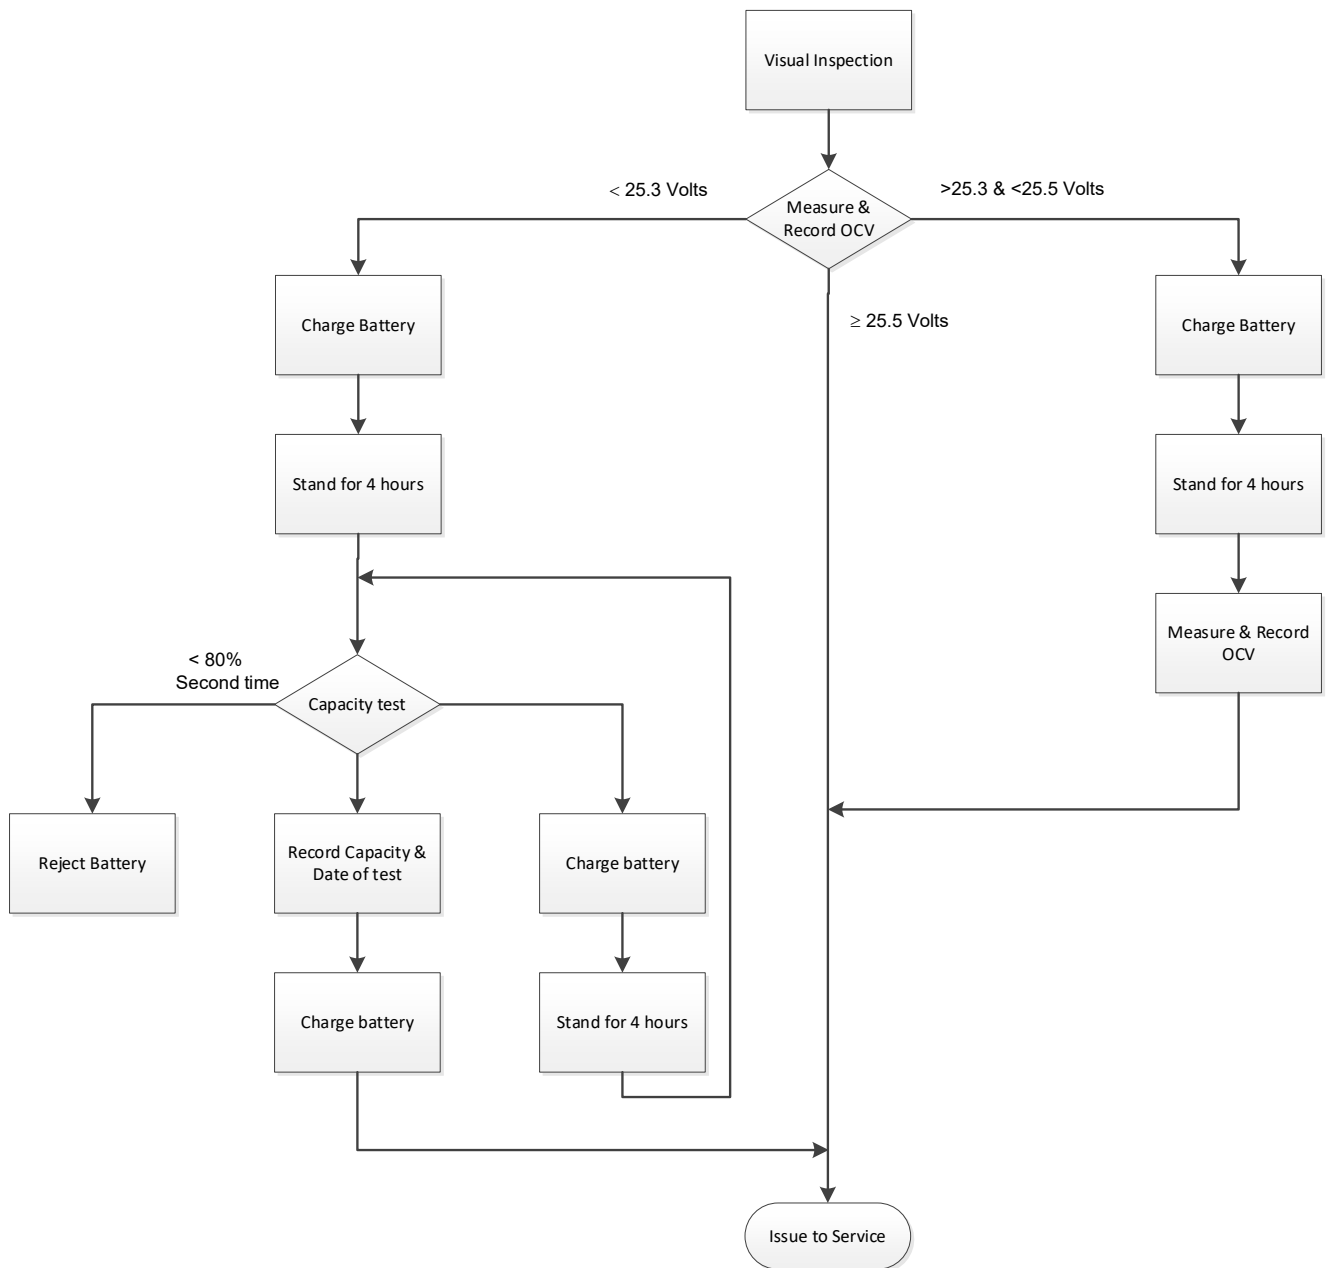 Visual Inspection
< 25.3 Volts
>25.3 & <25.5 Volts
Measure &
Record OCV
Charge Battery
≥ 25.5 Volts
Charge Battery
Stand for 4 hours
Stand for 4 hours
Measure & Record
OCV
< 80%
Second time
Capacity test
Reject Battery
Record Capacity &
Date of test
Charge battery
Charge battery
Stand for 4 hours
Issue to Service